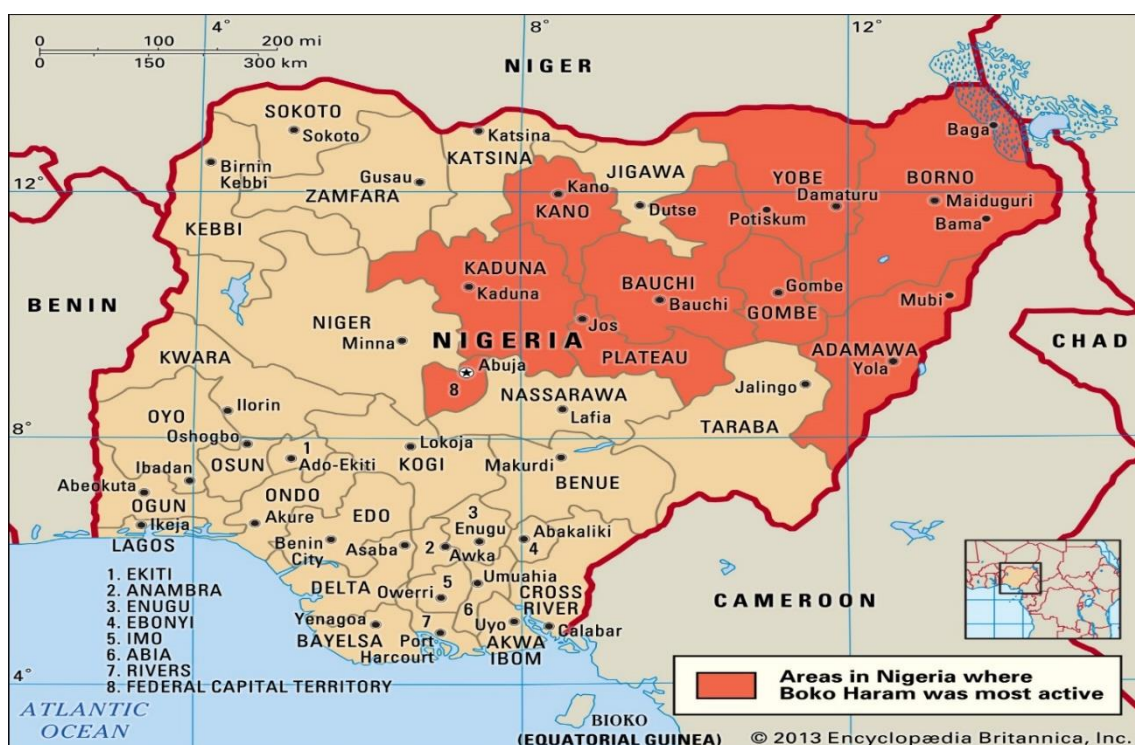 4°
8°
12°
0 100 200 mi
0 150 300 km
NIGER
SOKOTO
Sokoto
Katsina
KATSINA
Baga
Birnin
Kebbi
Gusau
JIGAWA
12°
ZAMFARA
Kano
KANO
Dutse
YOBE
Damaturu
Potiskum
BORNO
Maiduguri
Bama
KEBBI
KADUNA
Kaduna
BAUCHI
Bauchi
Gombe
GOMBE
Mubi
BENIN
NIGER
Minna
NIGERIA
Jos
PLATEAU
ADAMAWA
Yola
CHAD
KWARA
Abuja
8
NASSARAWA
Lafia
Jalingo
TARABA
OYO
Ilorin
8°
Oshogbo
OSUN
1
Ado-Ekiti
Lokoja
KOGI
Makurdi
BENUE
Ibadan
Abeokuta
OGUN
Ikeja
LAGOS
ONDO
Akure
EDO
Benin
City
Asaba
3
Enugu
2
Awka
Abakaliki
4
DELTA
5
Owerri
Umuahia
6
CROSS
RIVER
Yenagoa
BAYELSA
7
Port
Harcourt
Uyo
AKWA
IBOM
Calabar
CAMEROON
1. EKITI
2. ANAMBRA
3. ENUGU
4. EBONYI
5. IMO
6. ABIA
7. RIVERS
8. FEDERAL CAPITAL TERRITORY
4°
ATLANTIC
OCEAN
BIOKO
(EQUATORIAL GUINEA)
Areas in Nigeria where
Boko Haram was most active
© 2013 Encyclopædia Britannica, Inc.